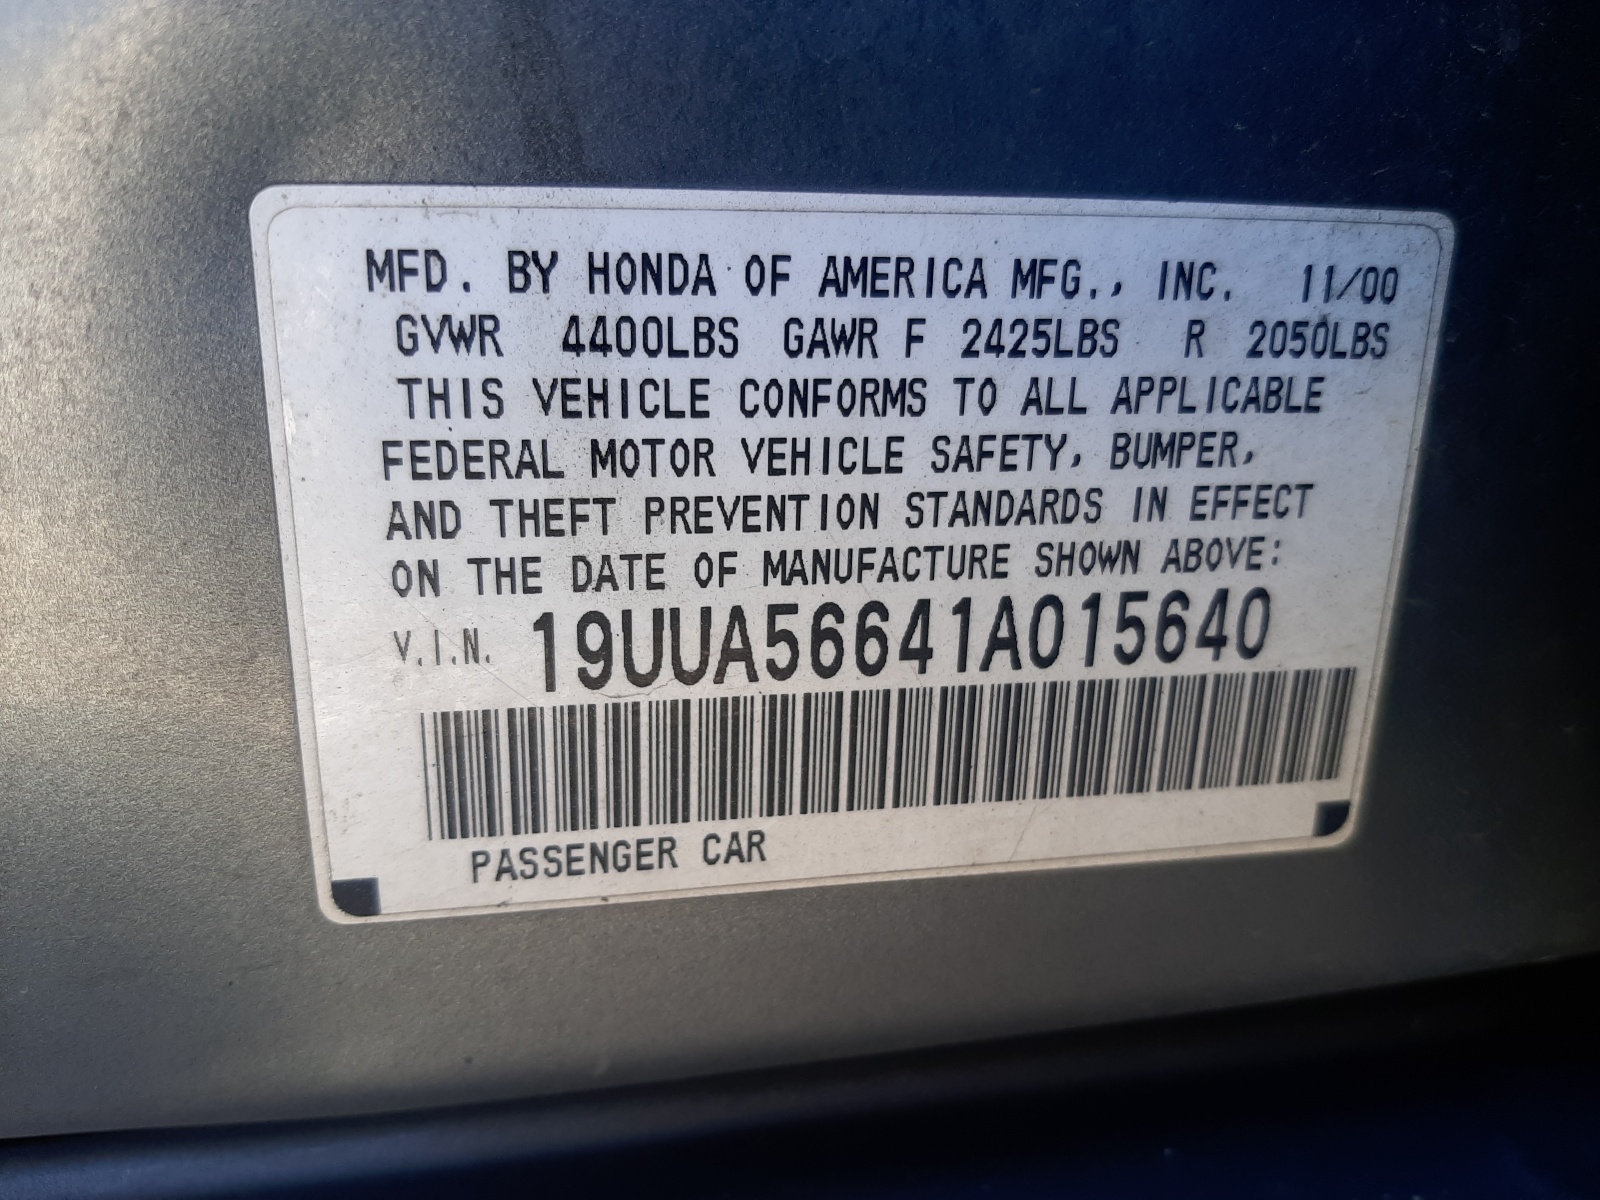 MFD. BY HONDA OF AMERICA MFG., INC. 11/00
GVWR 4400LBS GAWR F 2425LBS R 2050LBS
THIS VEHICLE CONFORMS TO ALL APPLICABLE
FEDERAL MOTOR VEHICLE SAFETY, BUMPER,
AND THEFT PREVENTION STANDARDS IN EFFECT
ON THE DATE OF MANUFACTURE SHOWN ABOVE:
V.I.N. 19UUA56641A015640
PASSENGER CAR